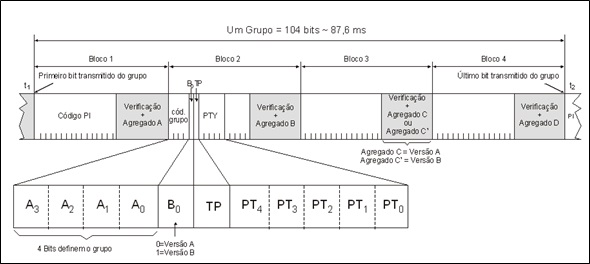 Um Grupo = 104 bits ~ 87,6 ms
Bloco 1
Bloco 2
Bloco 3
Bloco 4
t1
Primeiro bit transmitido do grupo
B0
TP
Último bit transmitido do grupo
t2
Código PI
Verificação
+
Agregado A
cód.
grupo
PTY
Verificação
+
Agregado B
Verificação
+
Agregado C
ou
Agregado C'
Verificação
+
Agregado D
PI
Agregado C = Versão A
Agregado C' = Versão B
A3
A2
A1
A0
B0
TP
PT4
PT3
PT2
PT1
PT0
4 Bits definem o grupo
0=Versão A
1=Versão B